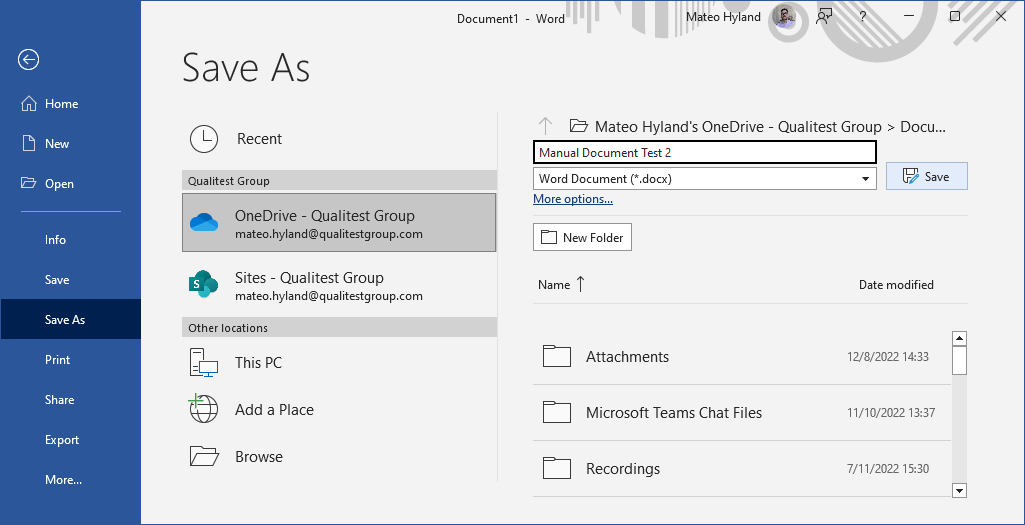 Document1 - Word
Mateo Hyland
?
Save As
Home
New
Open
Info
Save
Save As
Print
Share
Export
More...
Recent
Qualitest Group
OneDrive - Qualitest Group
mateo.hyland@qualitestgroup.com
Sites - Qualitest Group
mateo.hyland@qualitestgroup.com
Other locations
This PC
Add a Place
Browse
Mateo Hyland's OneDrive - Qualitest Group > Docu...
Manual Document Test 2
Word Document (*.docx)
Save
More options...
New Folder
Name Date modified
Attachments 12/8/2022 14:33
Microsoft Teams Chat Files 11/10/2022 13:37
Recordings 7/11/2022 15:30